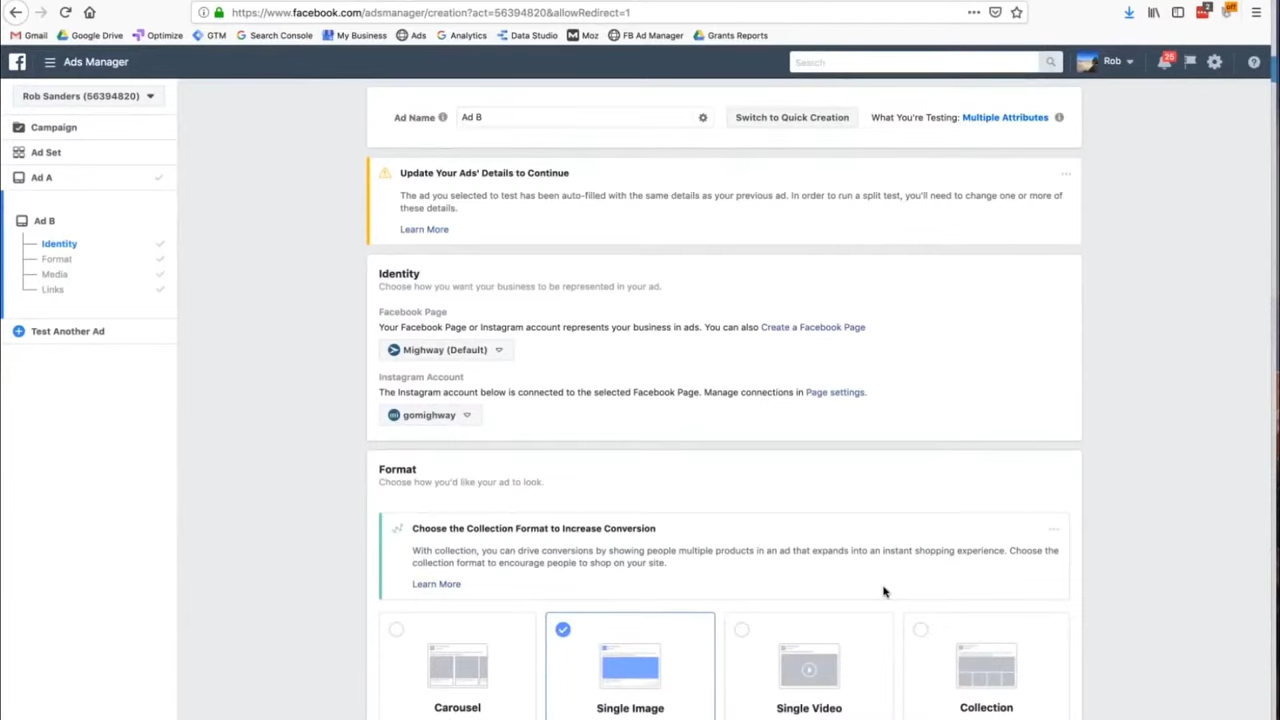 https://www.facebook.com/adsmanager/creation?act=56394820&allowRedirect=1
2
off
Gmail Google Drive Optimize GTM Search Console My Business Ads Analytics Data Studio Moz FB Ad Manager Grants Reports
Ads Manager
Search
Rob
25
Rob Sanders (56394820)
Campaign
Ad Set
Ad A
Ad B
Identity
Format
Media
Links
Test Another Ad
Ad Name
Ad B
Switch to Quick Creation
What You're Testing: Multiple Attributes
Update Your Ads' Details to Continue
The ad you selected to test has been auto-filled with the same details as your previous ad. In order to run a split test, you'll need to change one or more of
these details.
Learn More
Identity
Choose how you want your business to be represented in your ad.
Facebook Page
Your Facebook Page or Instagram account represents your business in ads. You can also Create a Facebook Page
Mighway (Default)
Instagram Account
The Instagram account below is connected to the selected Facebook Page. Manage connections in Page settings.
gomighway
Format
Choose how you'd like your ad to look.
Choose the Collection Format to Increase Conversion
With collection, you can drive conversions by showing people multiple products in an ad that expands into an instant shopping experience. Choose the
collection format to encourage people to shop on your site.
Learn More
Carousel
Single Image
Single Video
Collection